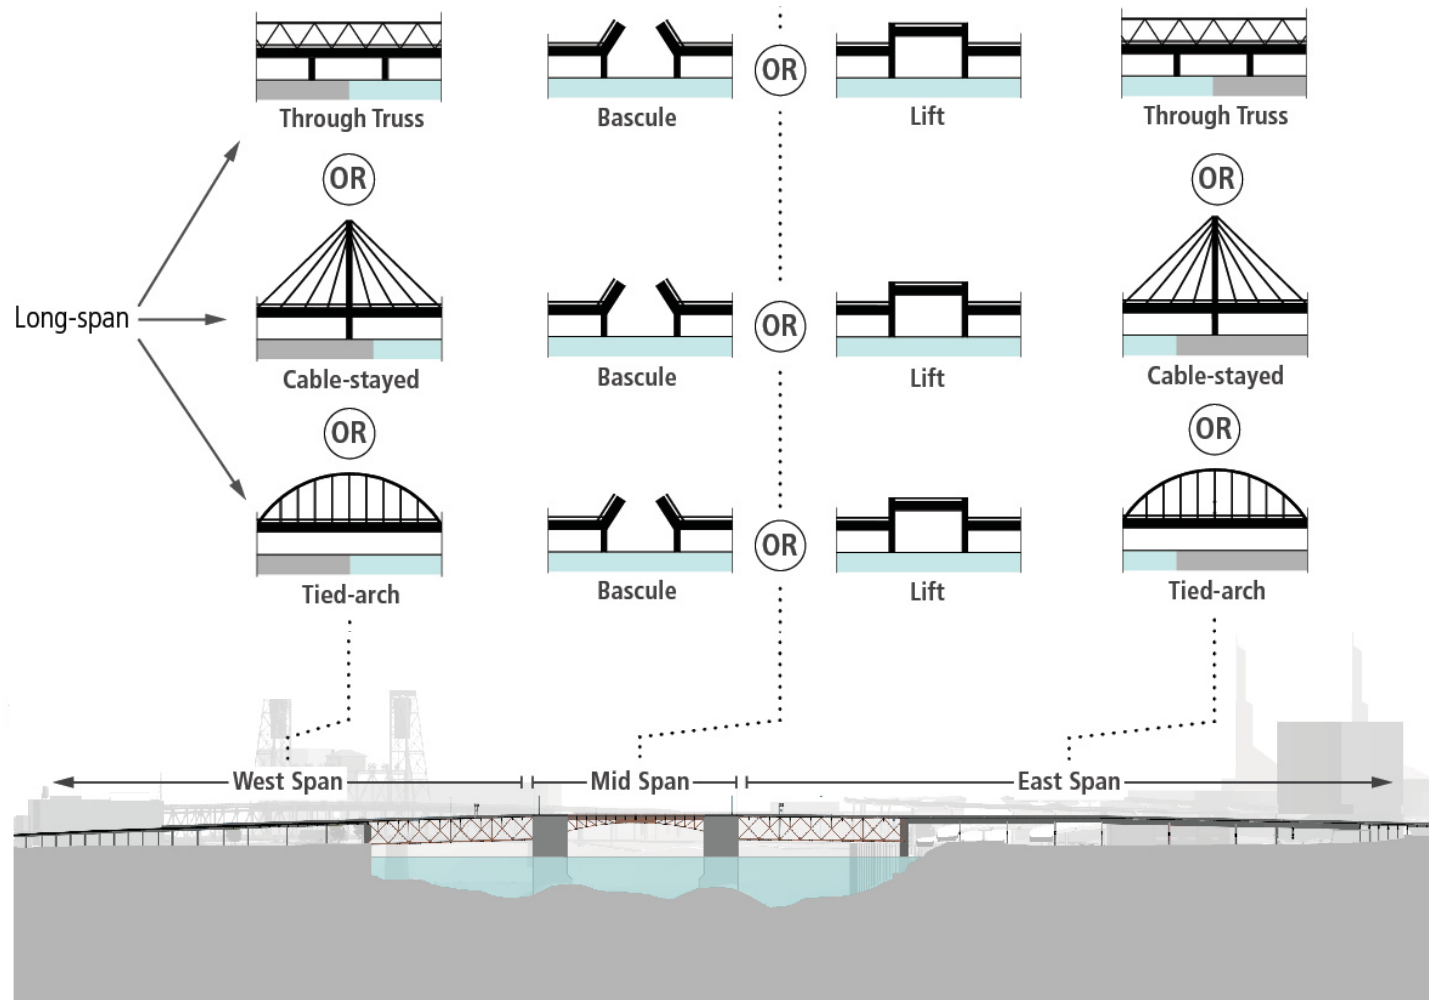 OR
Through Truss
Bascule
Lift
Through Truss
OR
OR
Long-span
OR
Cable-stayed
Bascule
Lift
Cable-stayed
OR
OR
OR
Tied-arch
Bascule
Lift
Tied-arch
West Span
Mid Span
East Span